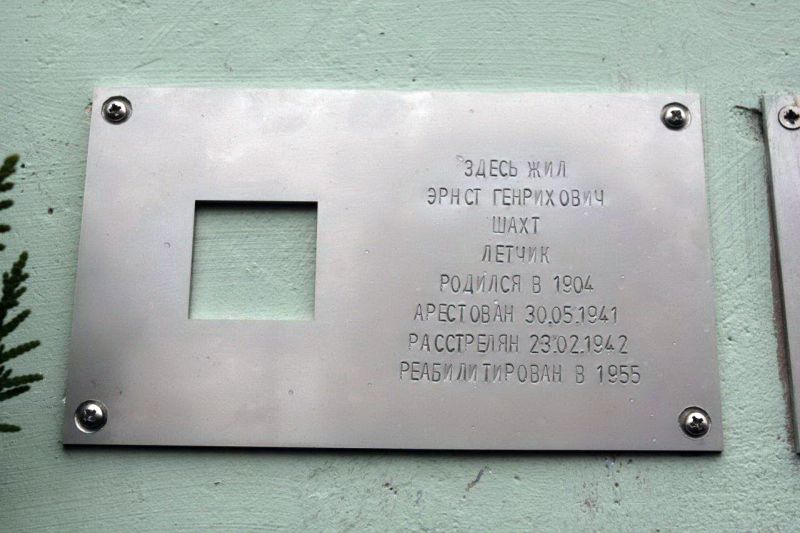 ЗДЕСЬ ЖИЛ
ЭРНСТ ГЕНРИХОВИЧ
ШАХТ
ЛЕТЧИК
РОДИЛСЯ В 1904
АРЕСТОВАН 30.05.1941
РАССТРЕЛЯН 23.02.1942
РЕАБИЛИТИРОВАН В 1955